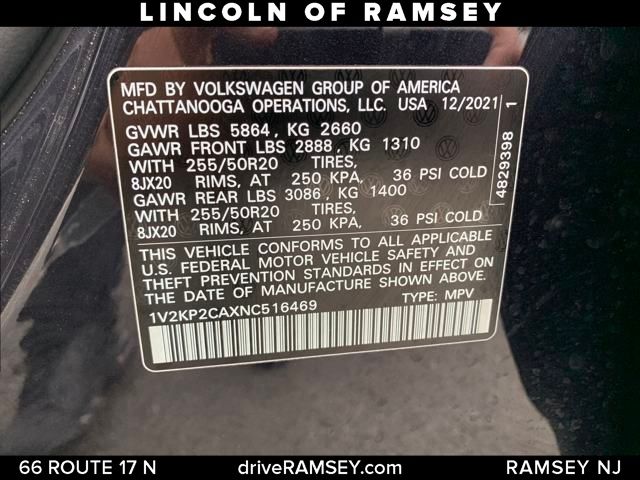 LINCOLN OF RAMSEY
MFD BY VOLKSWAGEN GROUP OF AMERICA
CHATTANOOGA OPERATIONS, LLC. USA 12/2021
GVWR LBS 5864, KG 2660
GAWR FRONT LBS 2888, KG 1310
WITH 255/50R20 TIRES,
8JX20 RIMS, AT 250 KPA, 36 PSI COLD
GAWR REAR LBS 3086, KG 1400
WITH 255/50R20 TIRES,
8JX20 RIMS, AT 250 KPA, 36 PSI COLD
THIS VEHICLE CONFORMS TO ALL APPLICABLE
U.S. FEDERAL MOTOR VEHICLE SAFETY AND
THEFT PREVENTION STANDARDS IN EFFECT ON
THE DATE OF MANUFACTURE SHOWN ABOVE.
1V2KP2CAXNC516469 TYPE: MPV
4829398 1
66 ROUTE 17 N driveRAMSEY.com RAMSEY NJ